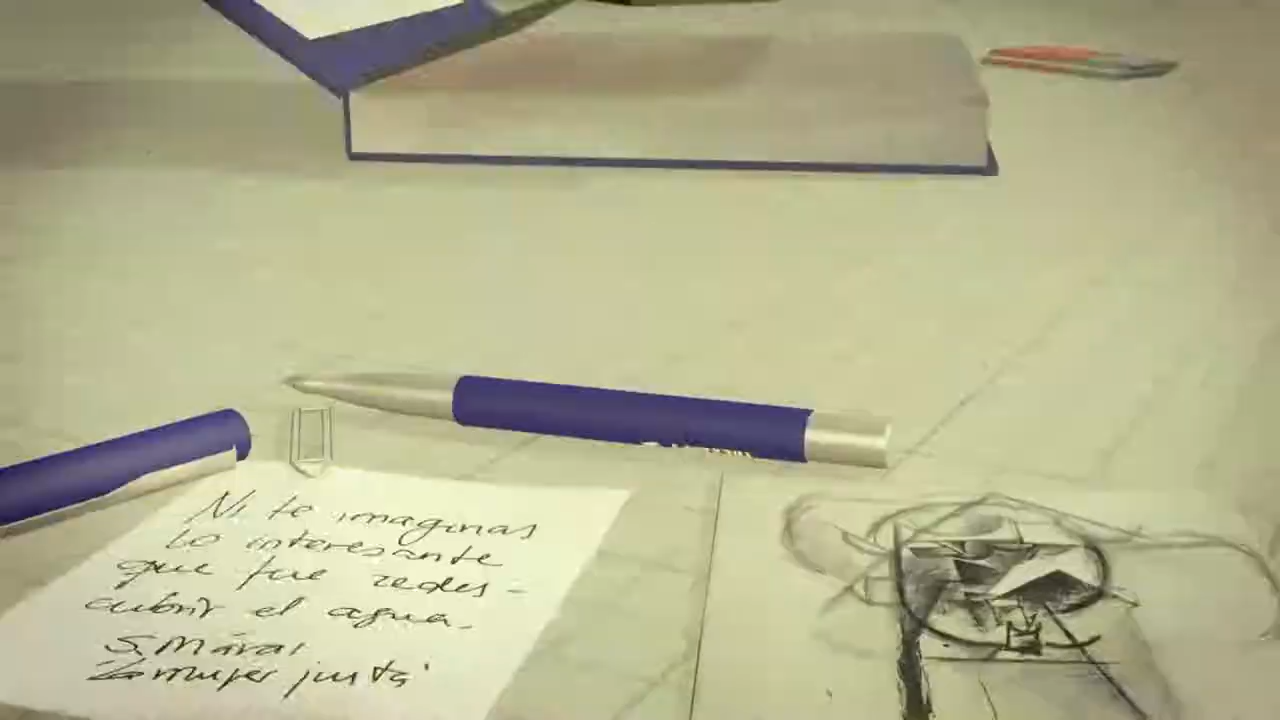 Ni te imaginas
lo interesante
que fue redes-
cubrir el agua.
S. Márai
"La mujer justa"